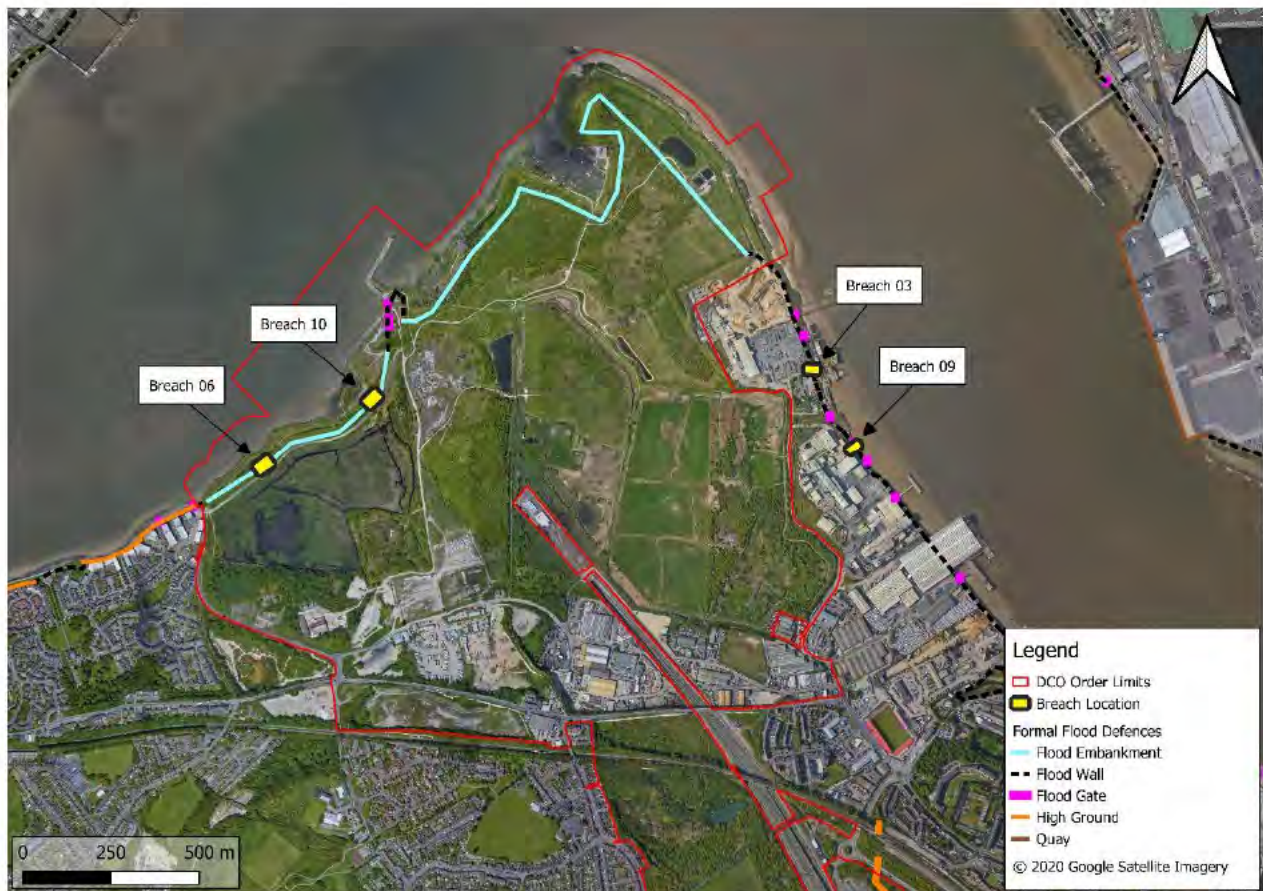 Breach 03
Breach 10
Breach 09
Breach 06
Legend
DCO Order Limits
Breach Location
Formal Flood Defences
Flood Embankment
Flood Wall
Flood Gate
High Ground
Quay
© 2020 Google Satellite Imagery
0 250 500 m